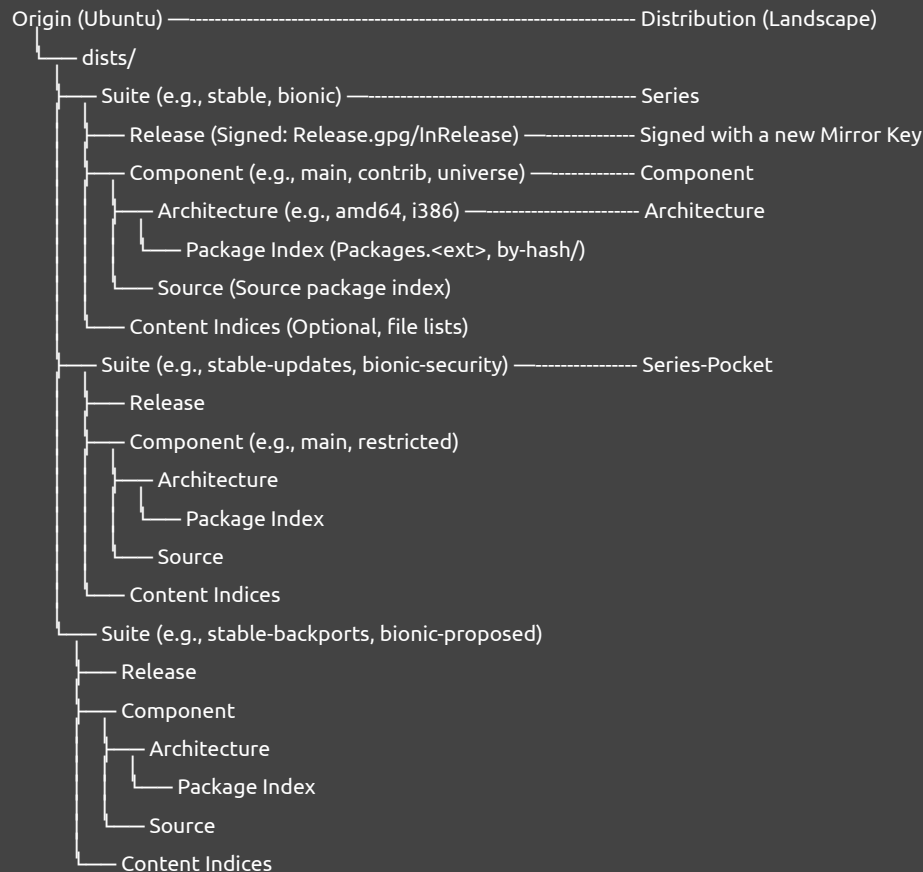 Origin (Ubuntu) Distribution (Landscape)
dists/
Suite (e.g., stable, bionic) Series
Release (Signed: Release.gpg/InRelease) Signed with a new Mirror Key
Component (e.g., main, contrib, universe) Component
Architecture (e.g., amd64, i386) Architecture
Package Index (Packages.<ext>, by-hash/)
Source (Source package index)
Content Indices (Optional, file lists)
Suite (e.g., stable-updates, bionic-security) Series-Pocket
Release
Component (e.g., main, restricted)
Architecture
Package Index
Source
Content Indices
Suite (e.g., stable-backports, bionic-proposed)
Release
Component
Architecture
Package Index
Source
Content Indices